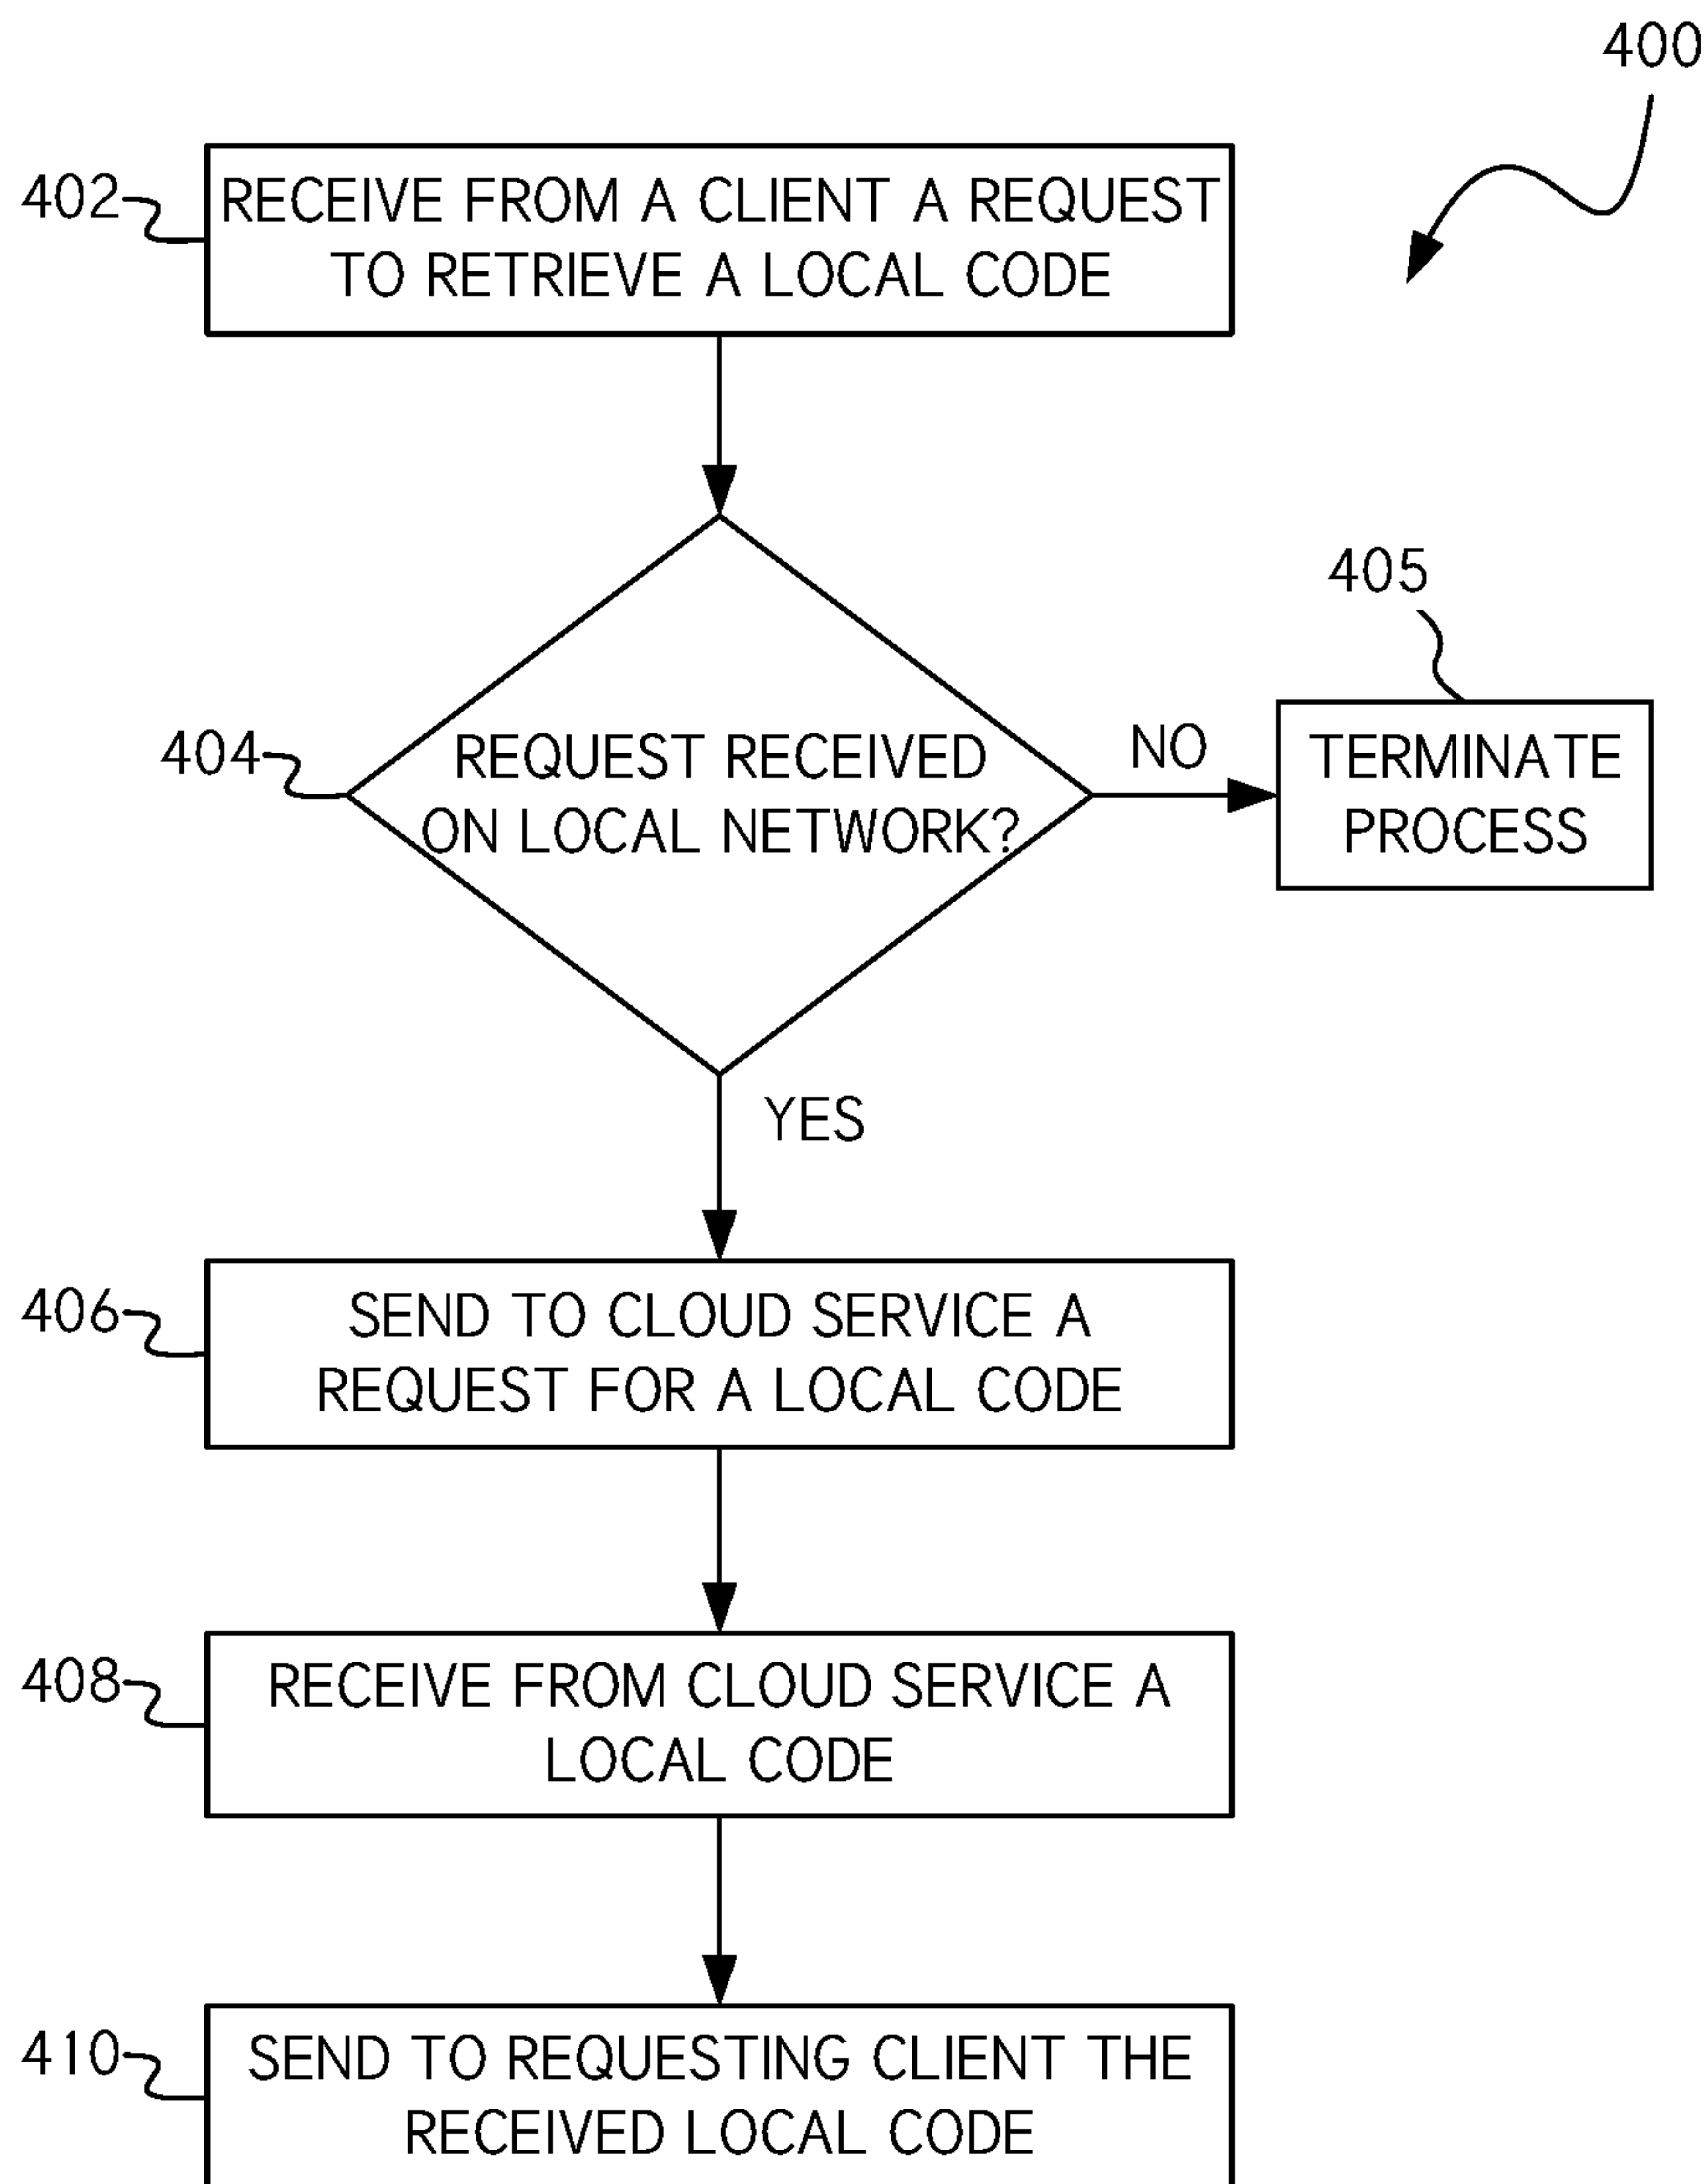 400
402
RECEIVE FROM A CLIENT A REQUEST
TO RETRIEVE A LOCAL CODE
404
REQUEST RECEIVED
ON LOCAL NETWORK?
NO
405
TERMINATE
PROCESS
YES
406
SEND TO CLOUD SERVICE A
REQUEST FOR A LOCAL CODE
408
RECEIVE FROM CLOUD SERVICE A
LOCAL CODE
410
SEND TO REQUESTING CLIENT THE
RECEIVED LOCAL CODE